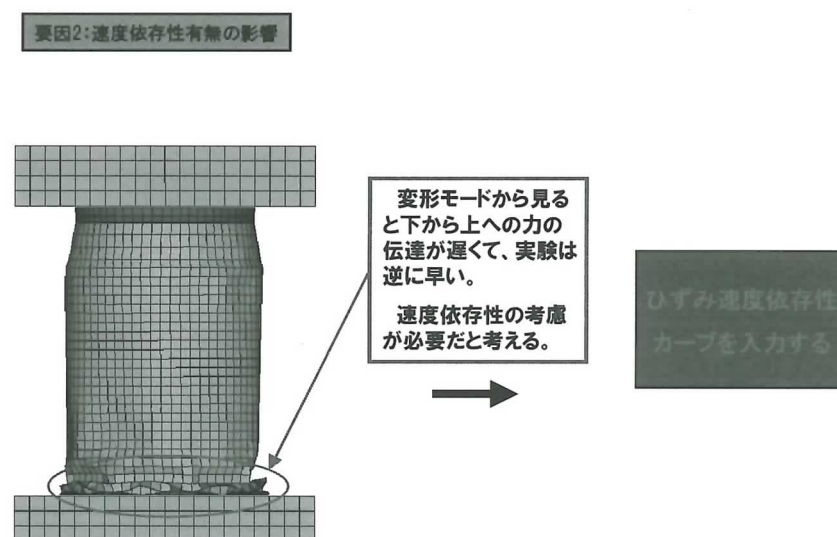 要因2:速度依存性有無の影響
変形モードから見る
と下から上への力の
伝達が遅くて、実験は
逆に早い。
速度依存性の考慮
が必要だと考える。
ひずみ速度依存性
カーブを入力する